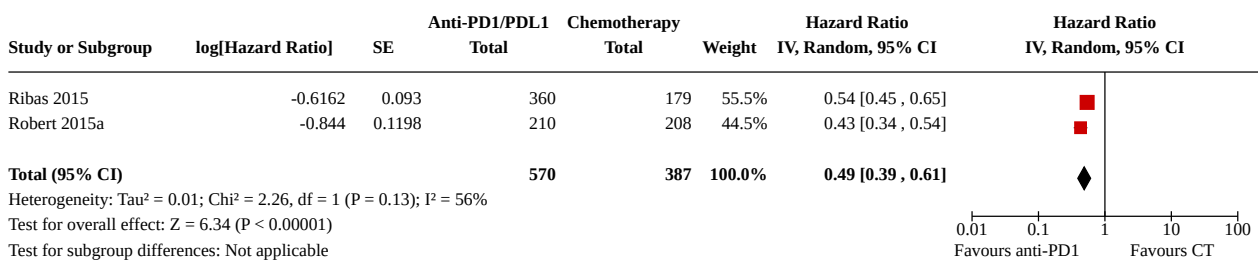 Anti-PD1/PDL1 Chemotherapy Hazard Ratio Hazard Ratio
Study or Subgroup log[Hazard Ratio] SE Total Total Weight IV, Random, 95% CI IV, Random, 95% CI
Ribas 2015 -0.6162 0.093 360 179 55.5% 0.54 [0.45 , 0.65]
Robert 2015a -0.844 0.1198 210 208 44.5% 0.43 [0.34 , 0.54]
Total (95% CI) 570 387 100.0% 0.49 [0.39 , 0.61]
Heterogeneity: Tau² = 0.01; Chi² = 2.26, df = 1 (P = 0.13); I² = 56%
Test for overall effect: Z = 6.34 (P < 0.00001)
Test for subgroup differences: Not applicable
0.01 0.1 1 10 100
Favours anti-PD1 Favours CT